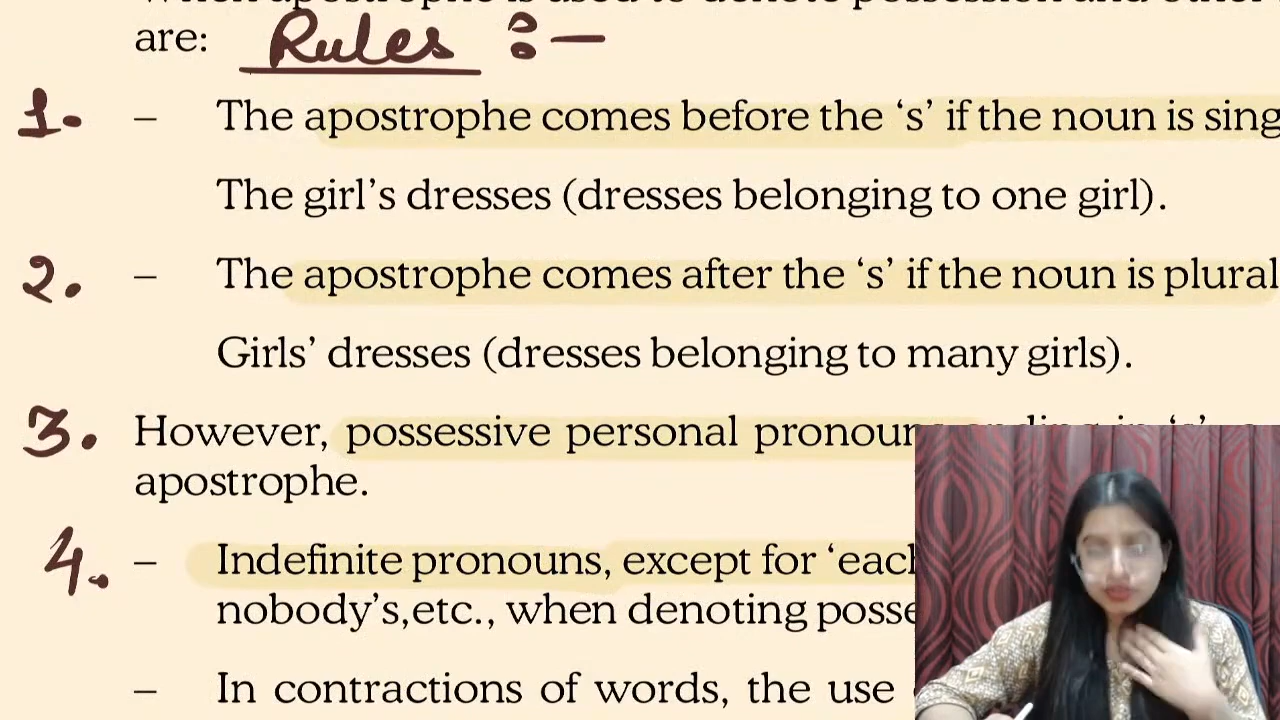 are: Rules :-
1. – The apostrophe comes before the ‘s’ if the noun is sing
The girl’s dresses (dresses belonging to one girl).
2. – The apostrophe comes after the ‘s’ if the noun is plural
Girls’ dresses (dresses belonging to many girls).
3. However, possessive personal pronouns ending in ‘s’
apostrophe.
4. – Indefinite pronouns, except for ‘each
nobody’s,etc., when denoting posse
– In contractions of words, the use